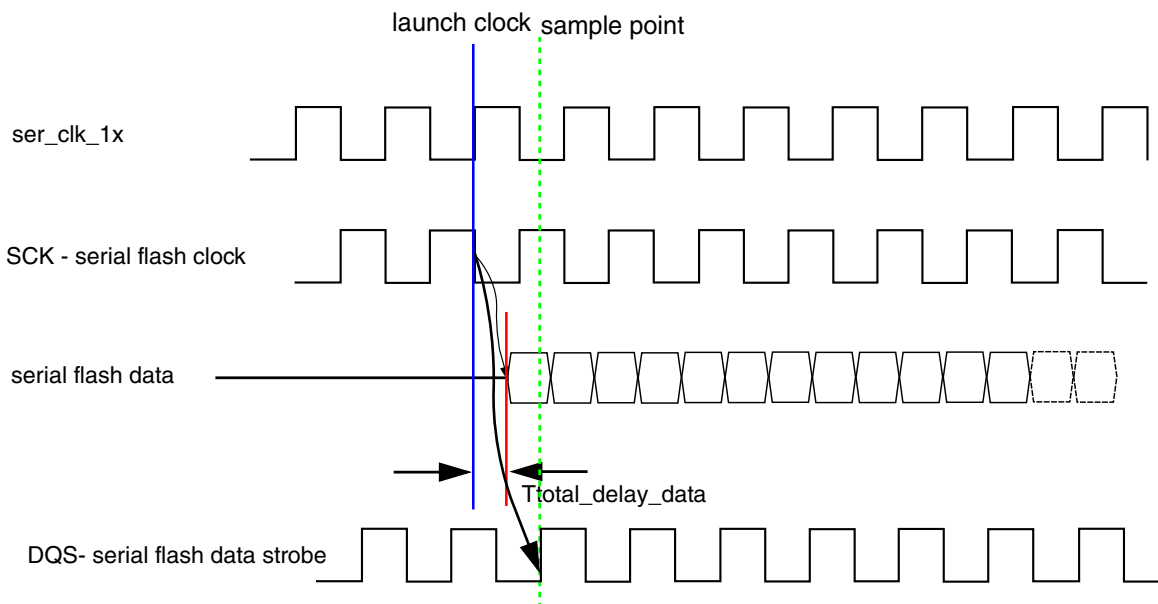 launch clock sample point
ser_clk_1x
SCK - serial flash clock
serial flash data
Ttotal_delay_data
DQS- serial flash data strobe